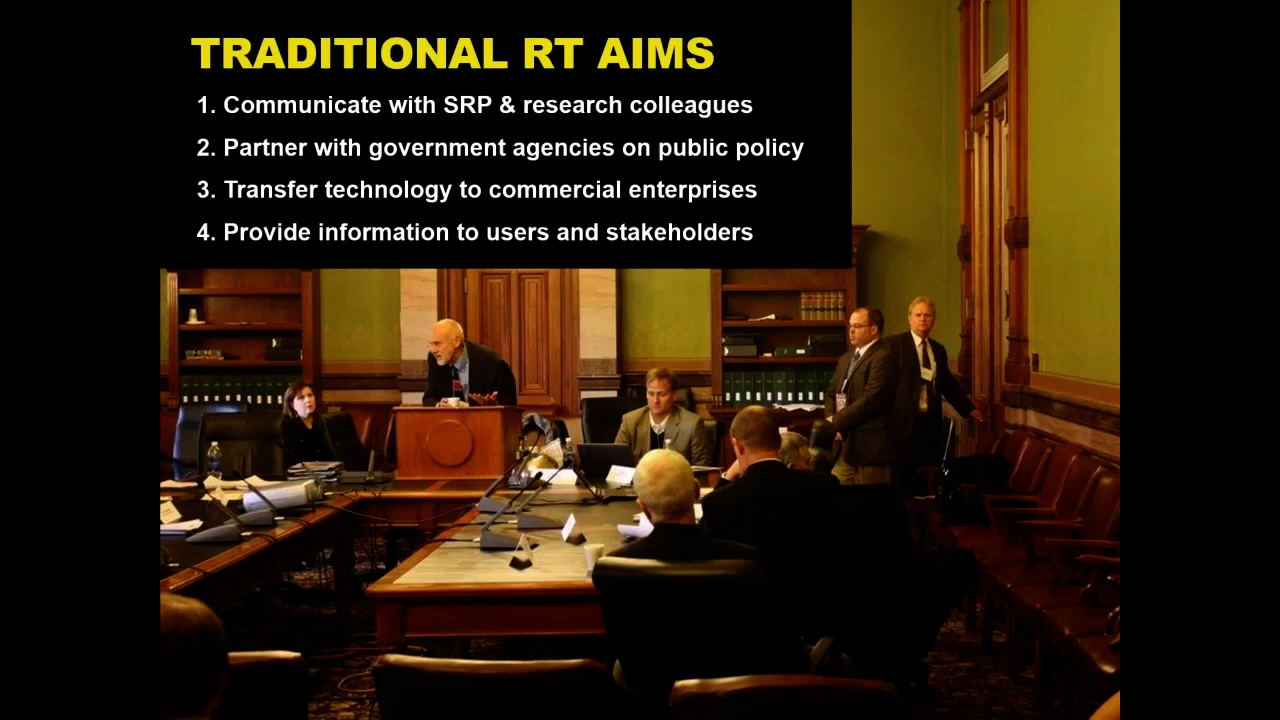 TRADITIONAL RT AIMS
1. Communicate with SRP & research colleagues
2. Partner with government agencies on public policy
3. Transfer technology to commercial enterprises
4. Provide information to users and stakeholders